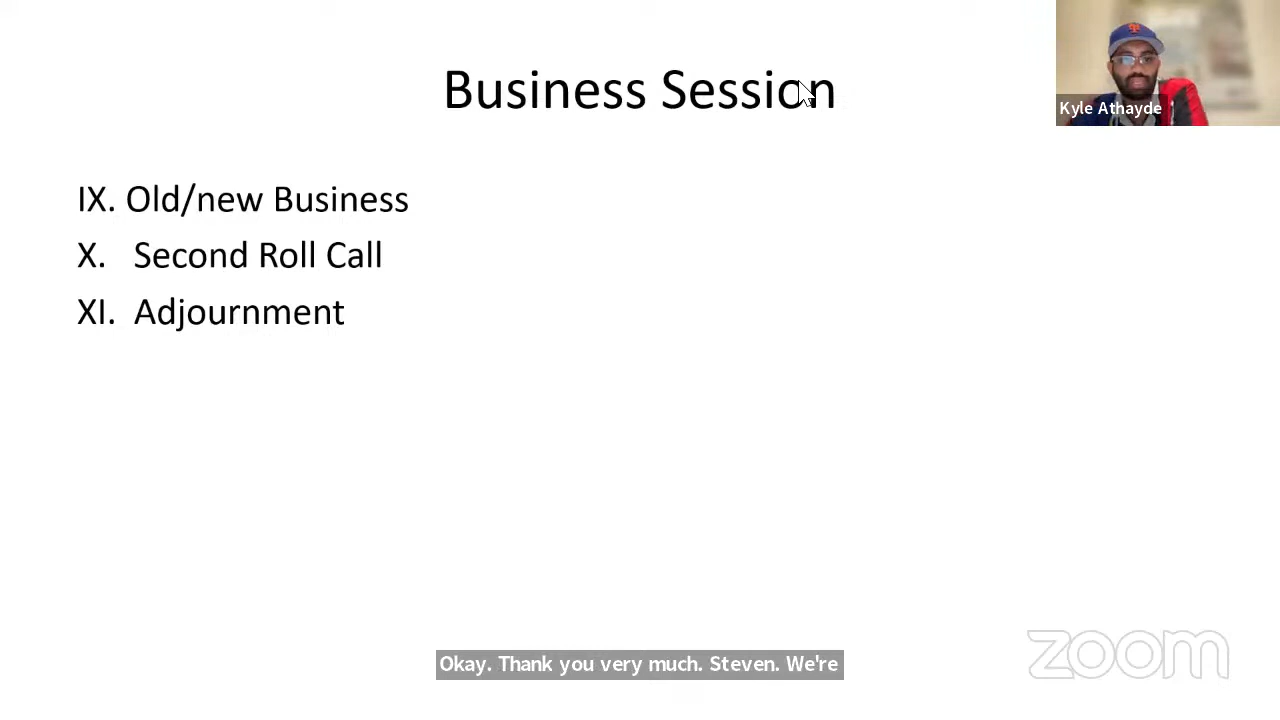 Business Session
Kyle Athayde
IX. Old/new Business
X. Second Roll Call
XI. Adjournment
Okay. Thank you very much. Steven. We're
zoom